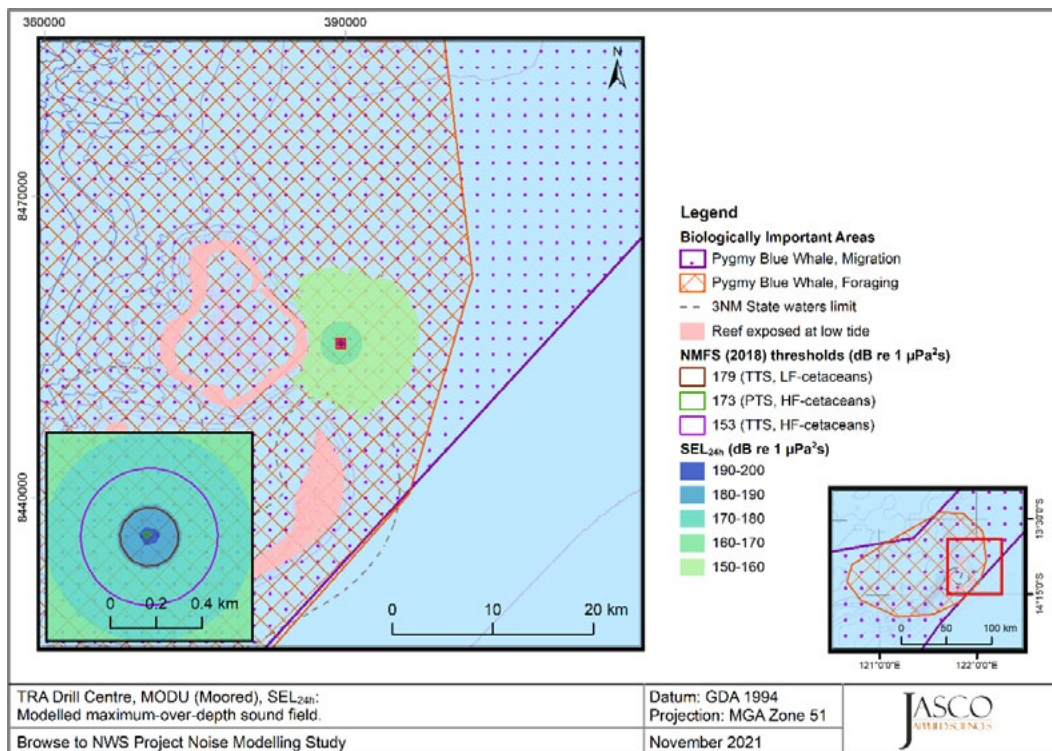 360000
390000
N
8470000
8440000
0 0.2 0.4 km
0 10 20 km
Legend
Biologically Important Areas
Pygmy Blue Whale, Migration
Pygmy Blue Whale, Foraging
3NM State waters limit
Reef exposed at low tide
NMFS (2018) thresholds (dB re 1 µPa²s)
179 (TTS, LF-cetaceans)
173 (PTS, HF-cetaceans)
153 (TTS, HF-cetaceans)
SEL24h (dB re 1 µPa²s)
190-200
180-190
170-180
160-170
150-160
13°30'0"S
14°15'0"S
0 50 100 km
121°0'0"E 122°0'0"E
TRA Drill Centre, MODU (Moored), SEL24h:
Modelled maximum-over-depth sound field.
Browse to NWS Project Noise Modelling Study
Datum: GDA 1994
Projection: MGA Zone 51
November 2021
JASCO
APPLIED SCIENCES